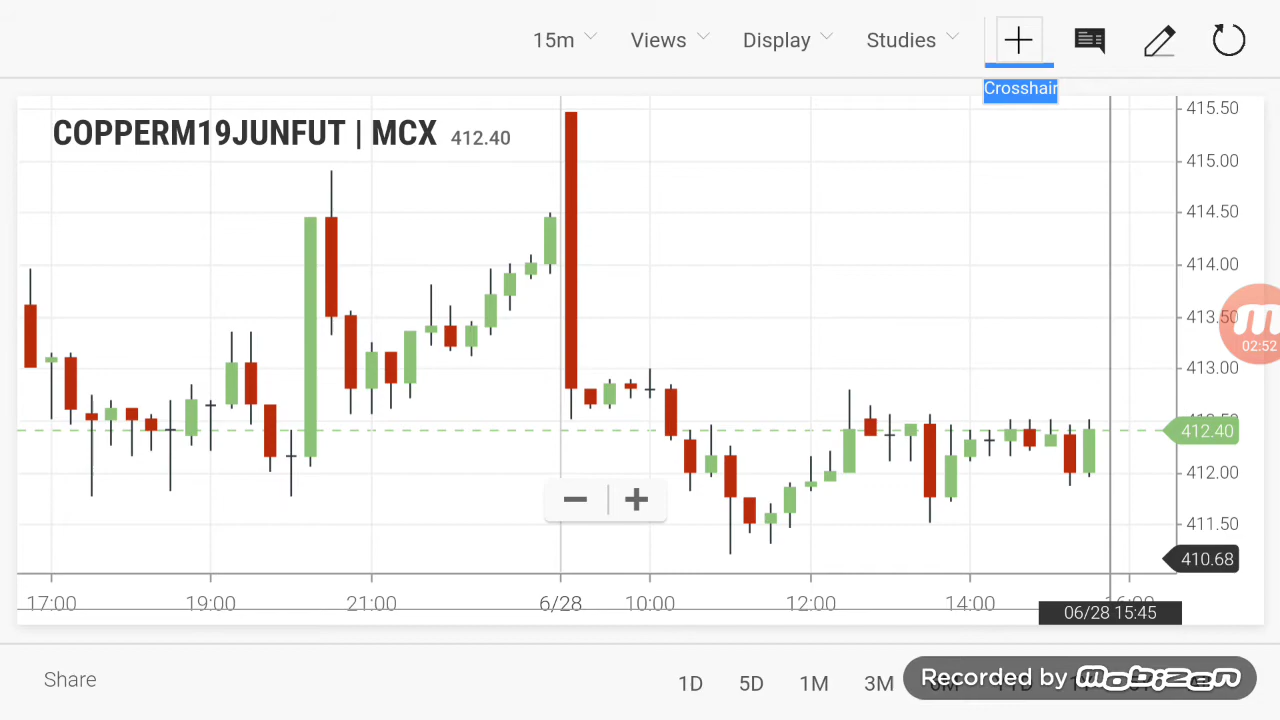 15m Views Display Studies
Crosshair
COPPERM19JUNFUT | MCX 412.40
415.50
415.00
414.50
414.00
413.50
02:52
413.00
412.40
412.00
411.50
410.68
17:00 19:00 21:00 6/28 10:00 12:00 14:00
06/28 15:45
Share 1D 5D 1M 3M
Recorded by mobizen